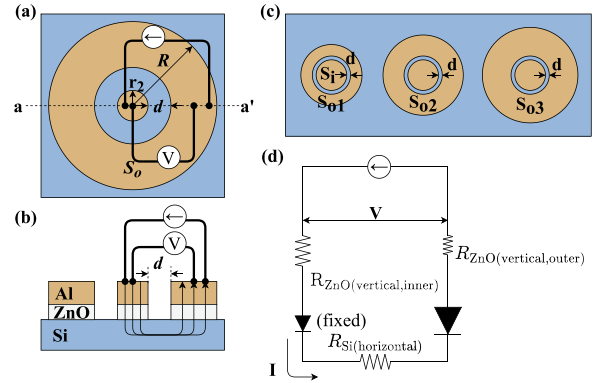 (a)
←
R
r2
a
d
a'
So
V
(b)
←
V
d
Al
ZnO
Si
(c)
d
d
d
Si
So1
So2
So3
(d)
←
V
RZnO(vertical,outer)
RZnO(vertical,inner)
(fixed)
RSi(horizontal)
I